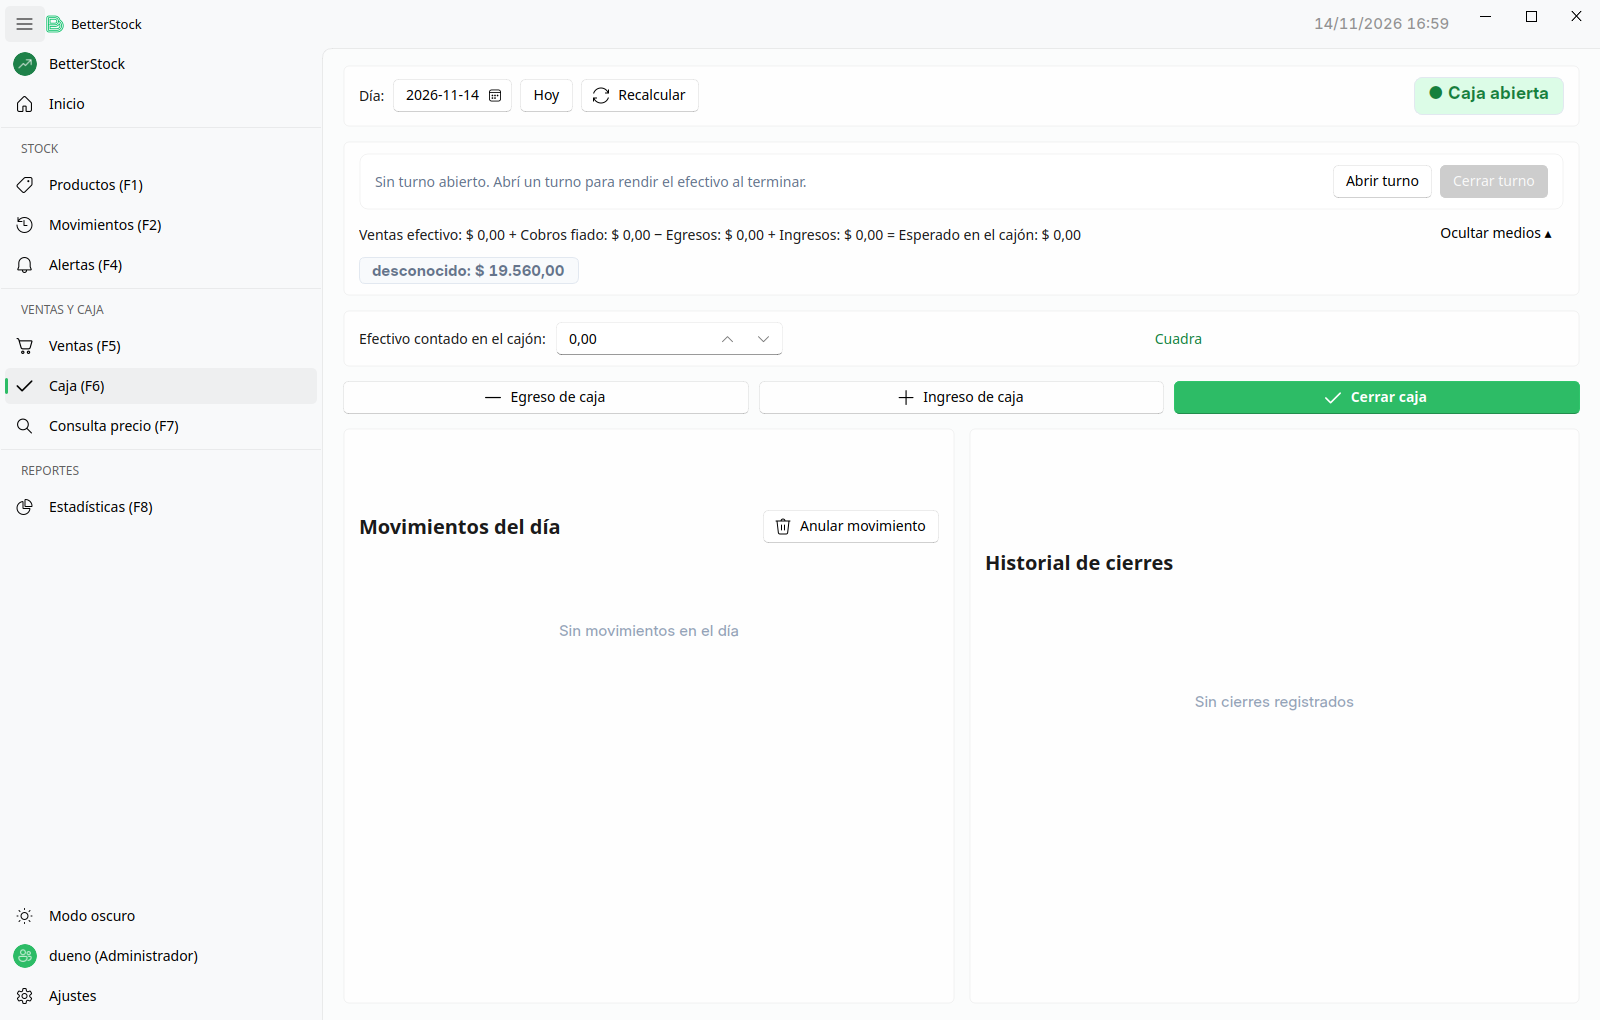 BetterStock
14/11/2026 16:59
BetterStock
Inicio
STOCK
Productos (F1)
Movimientos (F2)
Alertas (F4)
VENTAS Y CAJA
Ventas (F5)
Caja (F6)
Consulta precio (F7)
REPORTES
Estadísticas (F8)
Modo oscuro
dueno (Administrador)
Ajustes
Día: 2026-11-14 Hoy Recalcular Caja abierta
Sin turno abierto. Abrí un turno para rendir el efectivo al terminar. Abrir turno Cerrar turno
Ventas efectivo: $ 0,00 + Cobros fiado: $ 0,00 − Egresos: $ 0,00 + Ingresos: $ 0,00 = Esperado en el cajón: $ 0,00 Ocultar medios ▴
desconocido: $ 19.560,00
Efectivo contado en el cajón: 0,00 Cuadra
Egreso de caja Ingreso de caja Cerrar caja
Movimientos del día Anular movimiento
Sin movimientos en el día
Historial de cierres
Sin cierres registrados